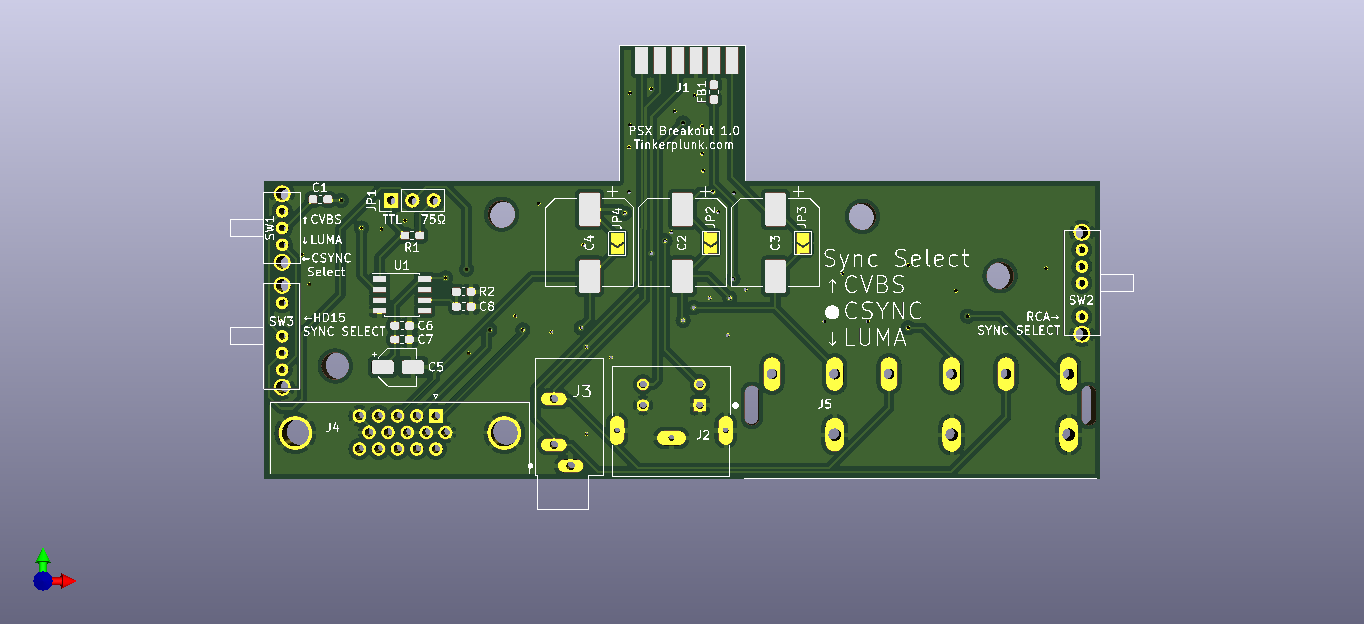 J1
FB1
PSX Breakout 1.0
Tinkerplunk.com
C1
SW1
↑CVBS
↓LUMA
←CSYNC
Select
JP1
TTL 75Ω
R1
U1
R2
C8
C6
C7
+
C5
SW3
←HD15
SYNC SELECT
+
C4
JP4
+
C2
JP2
+
C3
JP3
Sync Select
↑CVBS
●CSYNC
↓LUMA
SW2
RCA→
SYNC SELECT
J4
J3
J2
J5